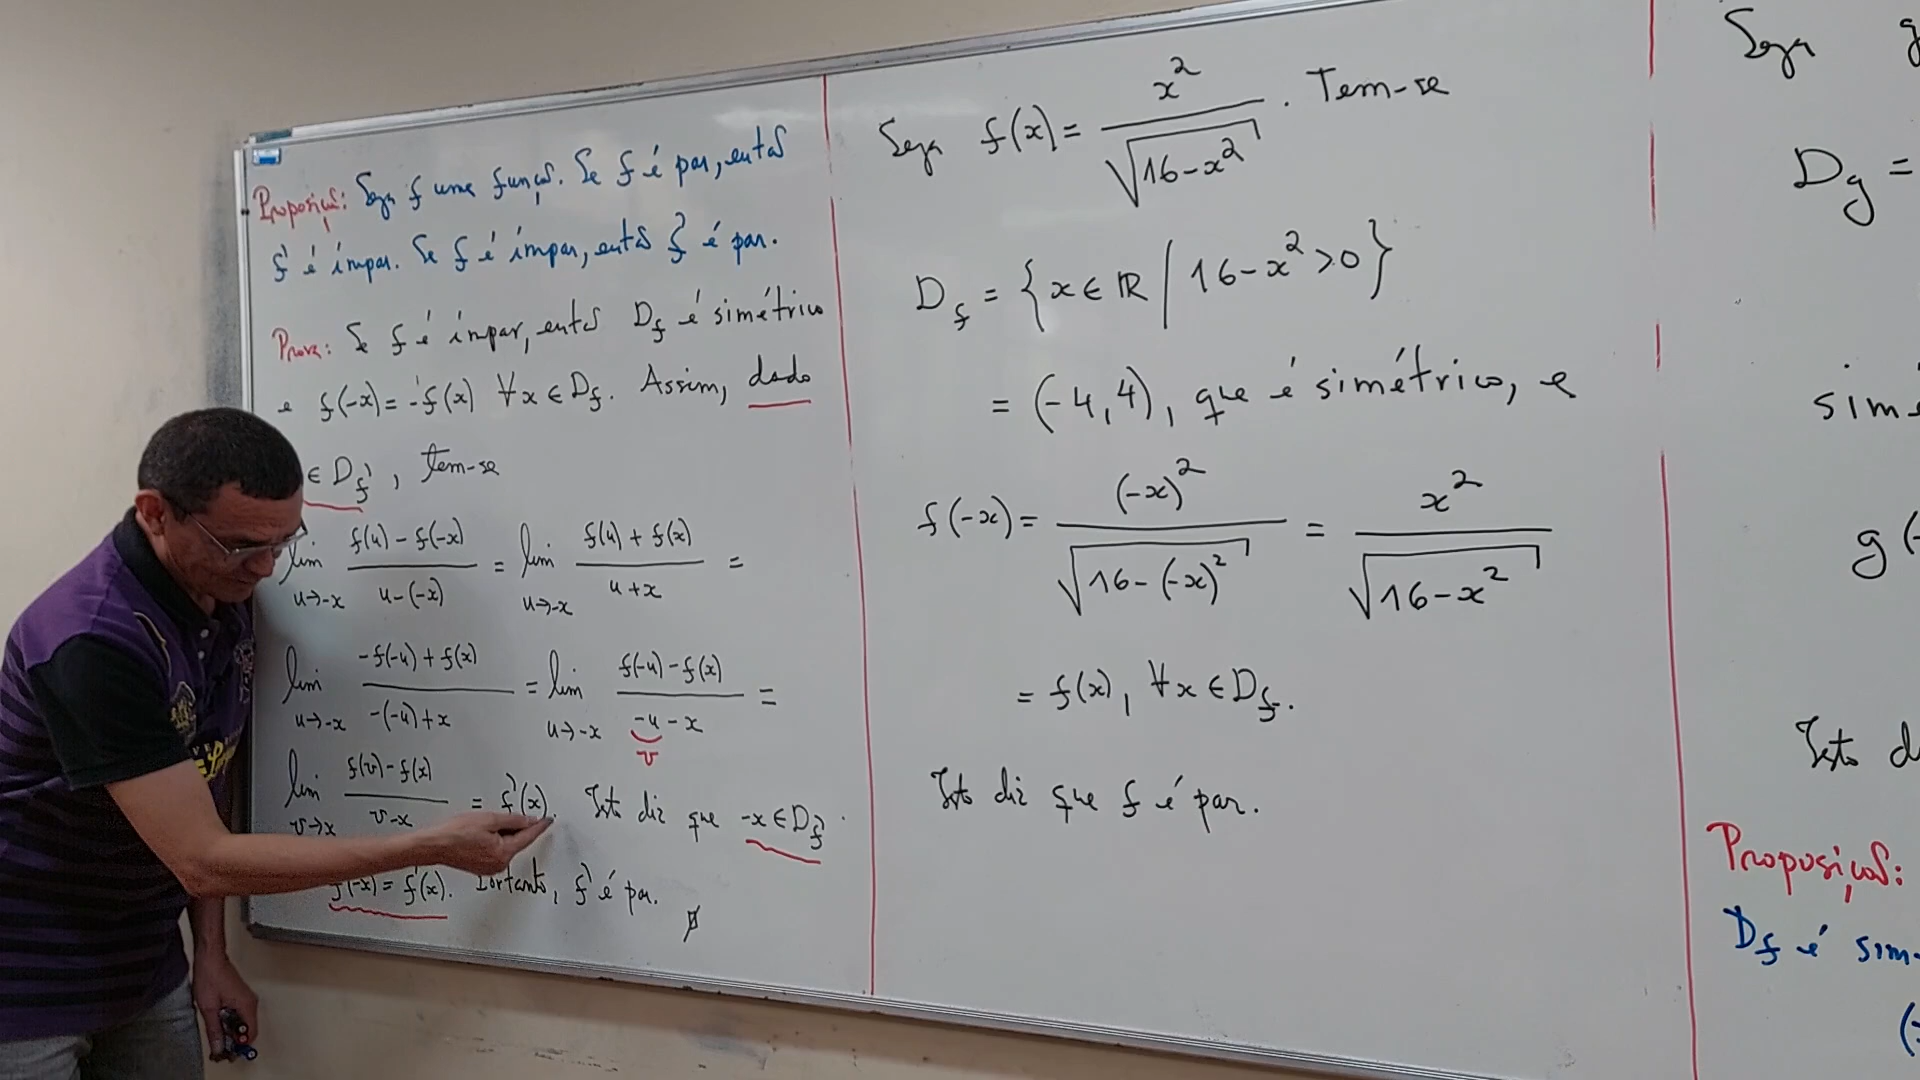 Proposição: Seja f uma função. Se f é par, então
f' é ímpar. Se f é ímpar, então f' é par.
Prova: Se f é ímpar, então D_f é simétrico
e f(-x) = -f(x) ∀x ∈ D_f. Assim, dado
∈ D_f', tem-se
lim_{u→-x} (f(u) - f(-x))/(u - (-x)) = lim_{u→-x} (f(u) + f(x))/(u + x) =
lim_{u→-x} (-f(-u) + f(x))/(-(-u) + x) = lim_{u→-x} (f(-u) - f(x))/(-u - x) =
v
lim_{v→x} (f(v) - f(x))/(v - x) = f'(x). Isto diz que -x ∈ D_f'.
f'(-x) = f'(x). Portanto, f' é par.
Seja f(x) = x²/√(16 - x²). Tem-se
D_f = {x ∈ ℝ / 16 - x² > 0}
= (-4, 4), que é simétrico, e
f(-x) = (-x)²/√(16 - (-x)²) = x²/√(16 - x²)
= f(x), ∀x ∈ D_f.
Isto diz que f é par.
Seja g
D_g =
sim
g(-
Isto d
Proposição:
D_f é sim
(-